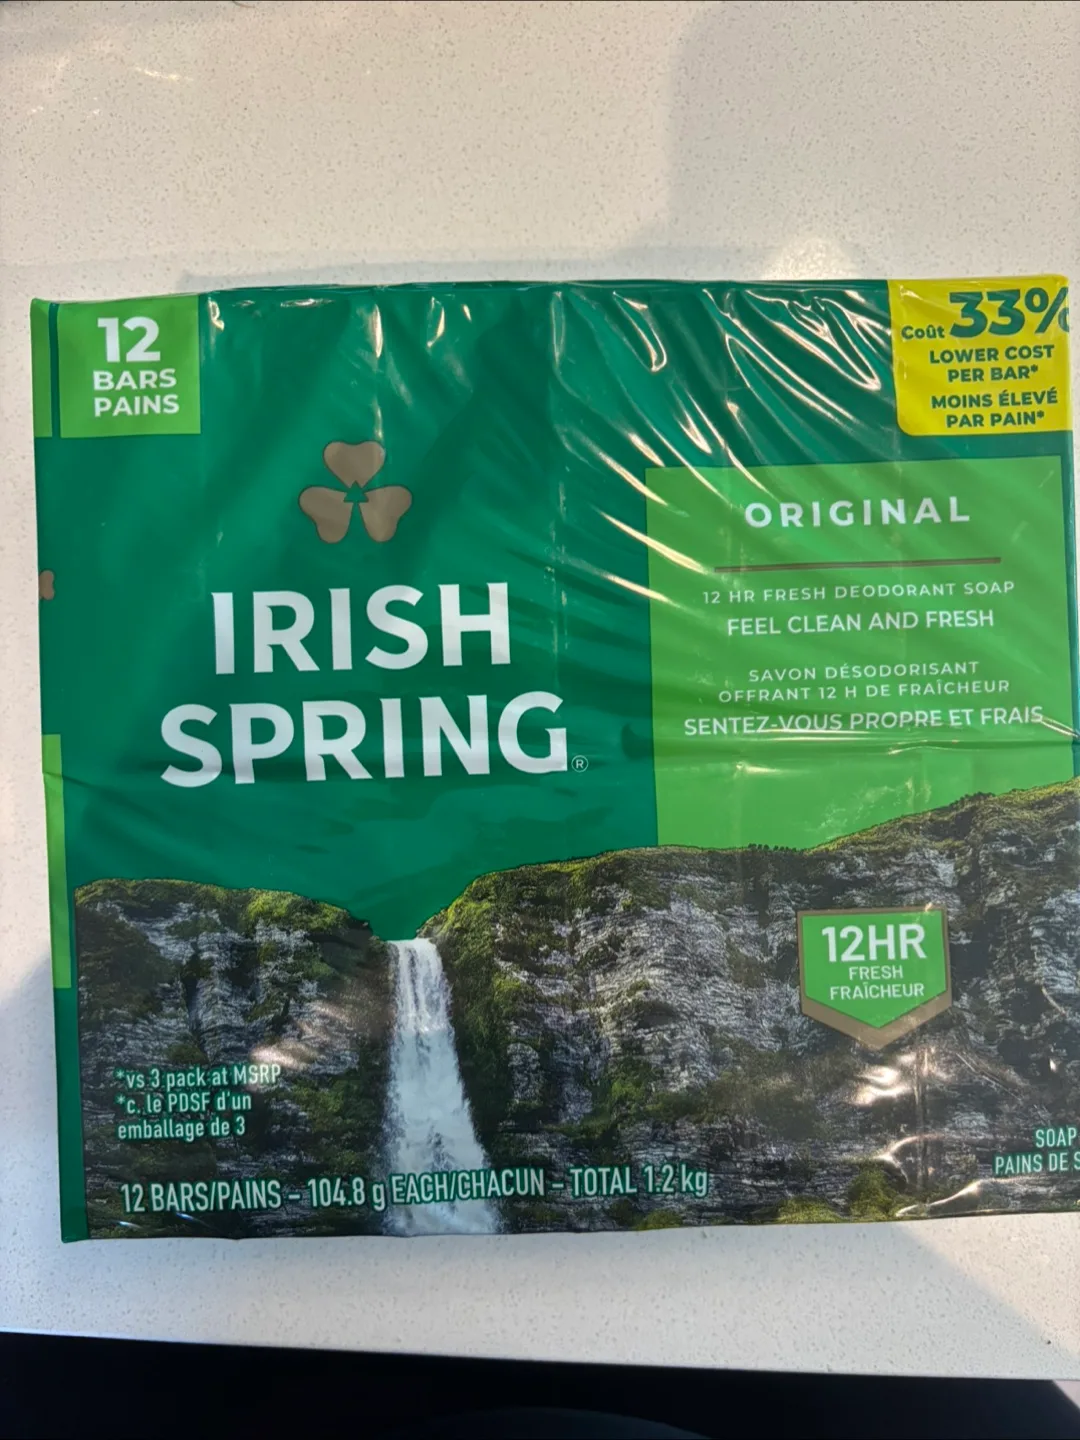 12
BARS
PAINS
Coût 33%
LOWER COST
PER BAR*
MOINS ÉLEVÉ
PAR PAIN*
IRISH
SPRING®
ORIGINAL
12 HR FRESH DEODORANT SOAP
FEEL CLEAN AND FRESH
SAVON DÉSODORISANT
OFFRANT 12 H DE FRAÎCHEUR
SENTEZ-VOUS PROPRE ET FRAIS
12HR
FRESH
FRAÎCHEUR
*vs 3 pack at MSRP
*c. le PDSF d'un
emballage de 3
12 BARS/PAINS – 104.8 g EACH/CHACUN – TOTAL 1.2 kg
SOAP
PAINS DE S